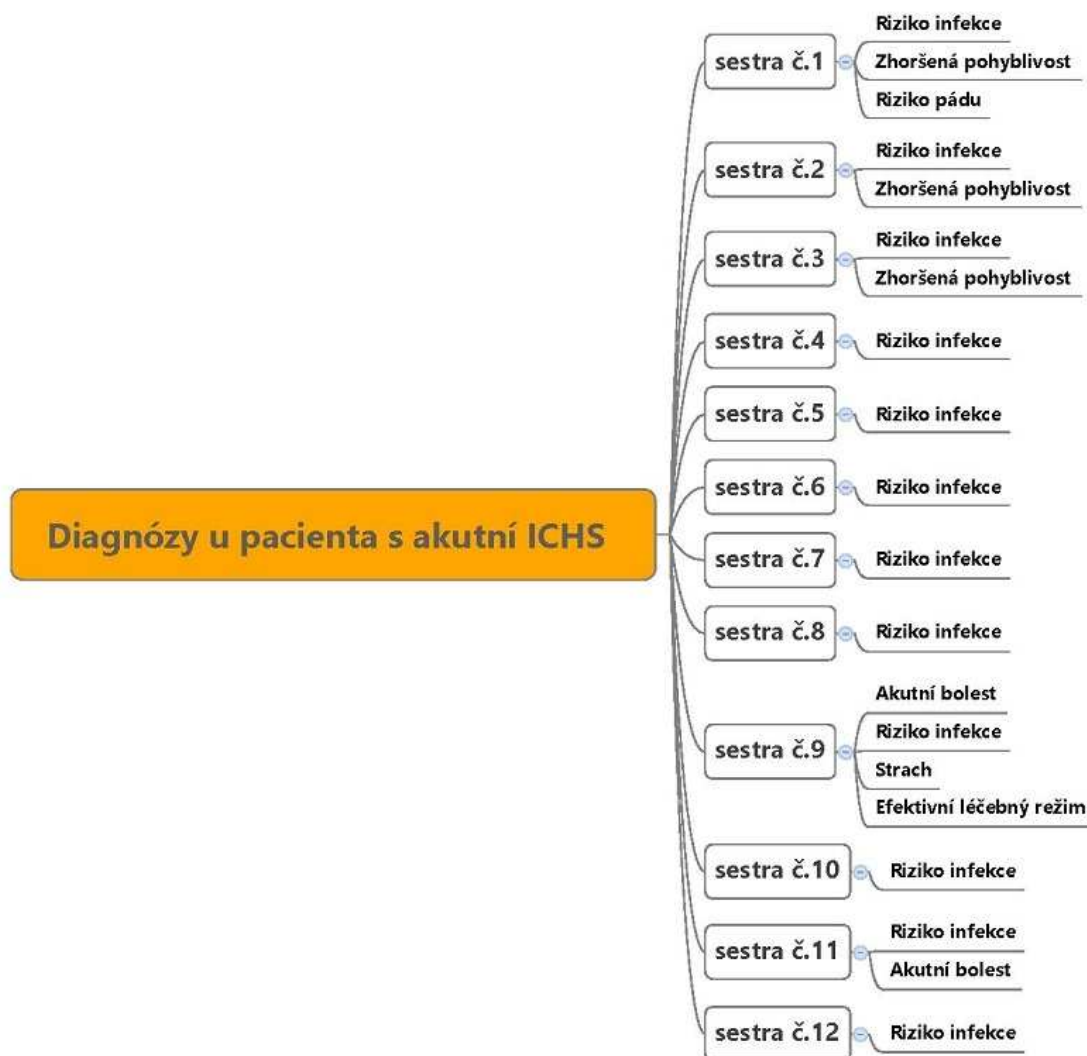 Diagnózy u pacienta s akutní ICHS
sestra č.1
Riziko infekce
Zhoršená pohyblivost
Riziko pádu
sestra č.2
Riziko infekce
Zhoršená pohyblivost
sestra č.3
Riziko infekce
Zhoršená pohyblivost
sestra č.4
Riziko infekce
sestra č.5
Riziko infekce
sestra č.6
Riziko infekce
sestra č.7
Riziko infekce
sestra č.8
Riziko infekce
sestra č.9
Akutní bolest
Riziko infekce
Strach
Efektivní léčebný režim
sestra č.10
Riziko infekce
sestra č.11
Riziko infekce
Akutní bolest
sestra č.12
Riziko infekce